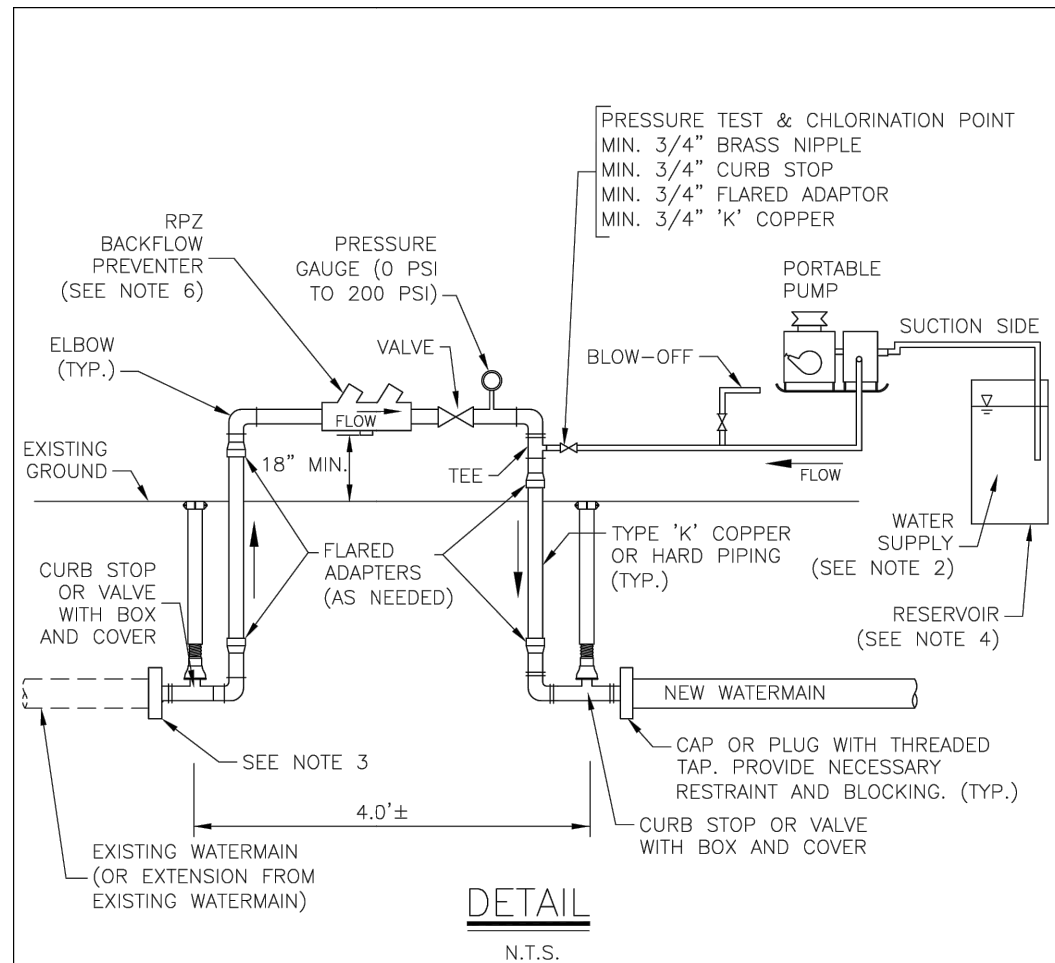 PRESSURE TEST & CHLORINATION POINT
MIN. 3/4" BRASS NIPPLE
MIN. 3/4" CURB STOP
MIN. 3/4" FLARED ADAPTOR
MIN. 3/4" 'K' COPPER
RPZ
BACKFLOW
PREVENTER
(SEE NOTE 6)
PRESSURE
GAUGE (0 PSI
TO 200 PSI)
PORTABLE
PUMP
SUCTION SIDE
ELBOW
(TYP.)
VALVE
BLOW-OFF
FLOW
EXISTING
GROUND
18" MIN.
TEE
FLOW
WATER
SUPPLY
(SEE NOTE 2)
RESERVOIR
(SEE NOTE 4)
CURB STOP
OR VALVE
WITH BOX
AND COVER
FLARED
ADAPTERS
(AS NEEDED)
TYPE 'K' COPPER
OR HARD PIPING
(TYP.)
NEW WATERMAIN
SEE NOTE 3
CAP OR PLUG WITH THREADED
TAP. PROVIDE NECESSARY
RESTRAINT AND BLOCKING. (TYP.)
4.0'±
CURB STOP OR VALVE
WITH BOX AND COVER
EXISTING WATERMAIN
(OR EXTENSION FROM
EXISTING WATERMAIN)
DETAIL
N.T.S.